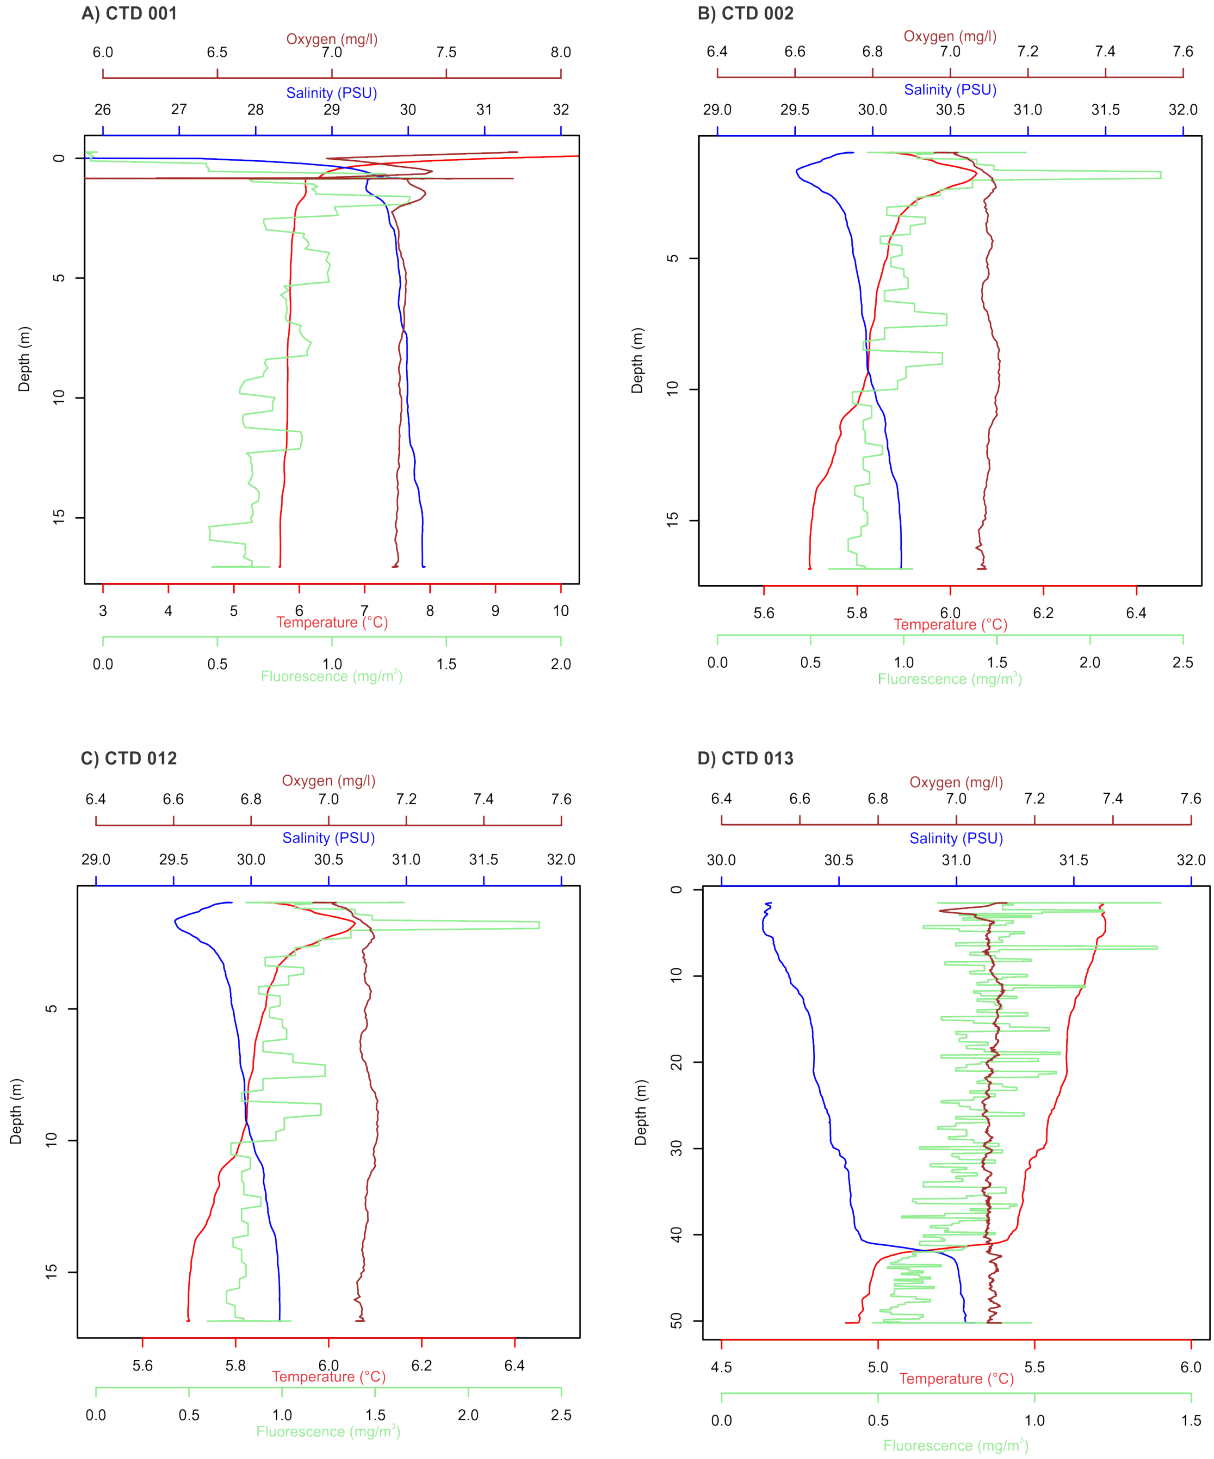 A) CTD 001
Oxygen (mg/l)
6.0 6.5 7.0 7.5 8.0
Salinity (PSU)
26 27 28 29 30 31 32
0
5
10
15
Depth (m)
3 4 5 6 7 8 9 10
Temperature (°C)
0.0 0.5 1.0 1.5 2.0
Fluorescence (mg/m³)
B) CTD 002
Oxygen (mg/l)
6.4 6.6 6.8 7.0 7.2 7.4 7.6
Salinity (PSU)
29.0 29.5 30.0 30.5 31.0 31.5 32.0
5
10
15
Depth (m)
5.6 5.8 6.0 6.2 6.4
Temperature (°C)
0.0 0.5 1.0 1.5 2.0 2.5
Fluorescence (mg/m³)
C) CTD 012
Oxygen (mg/l)
6.4 6.6 6.8 7.0 7.2 7.4 7.6
Salinity (PSU)
29.0 29.5 30.0 30.5 31.0 31.5 32.0
5
10
15
Depth (m)
5.6 5.8 6.0 6.2 6.4
Temperature (°C)
0.0 0.5 1.0 1.5 2.0 2.5
Fluorescence (mg/m³)
D) CTD 013
Oxygen (mg/l)
6.4 6.6 6.8 7.0 7.2 7.4 7.6
Salinity (PSU)
30.0 30.5 31.0 31.5 32.0
0
10
20
30
40
50
Depth (m)
4.5 5.0 5.5 6.0
Temperature (°C)
0.0 0.5 1.0 1.5
Fluorescence (mg/m³)